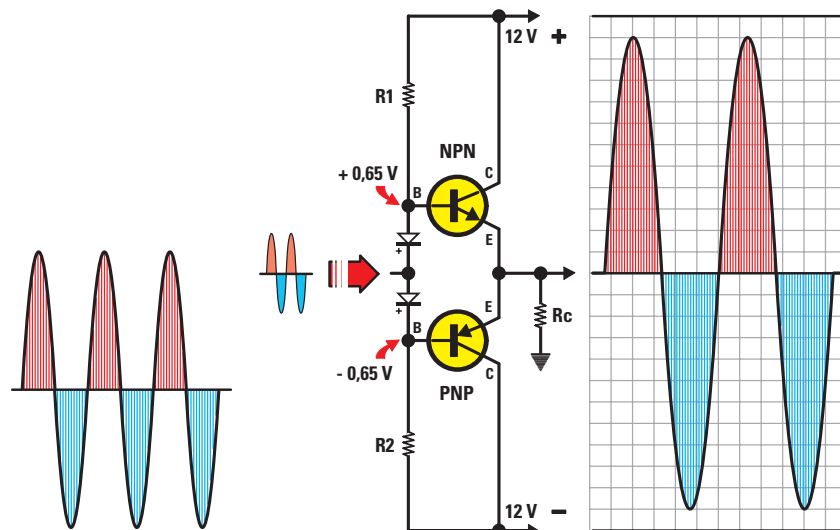 12 V +
R1
NPN
+ 0,65 V
B
C
E
+
+
E
Rc
B
C
- 0,65 V
PNP
R2
12 V -